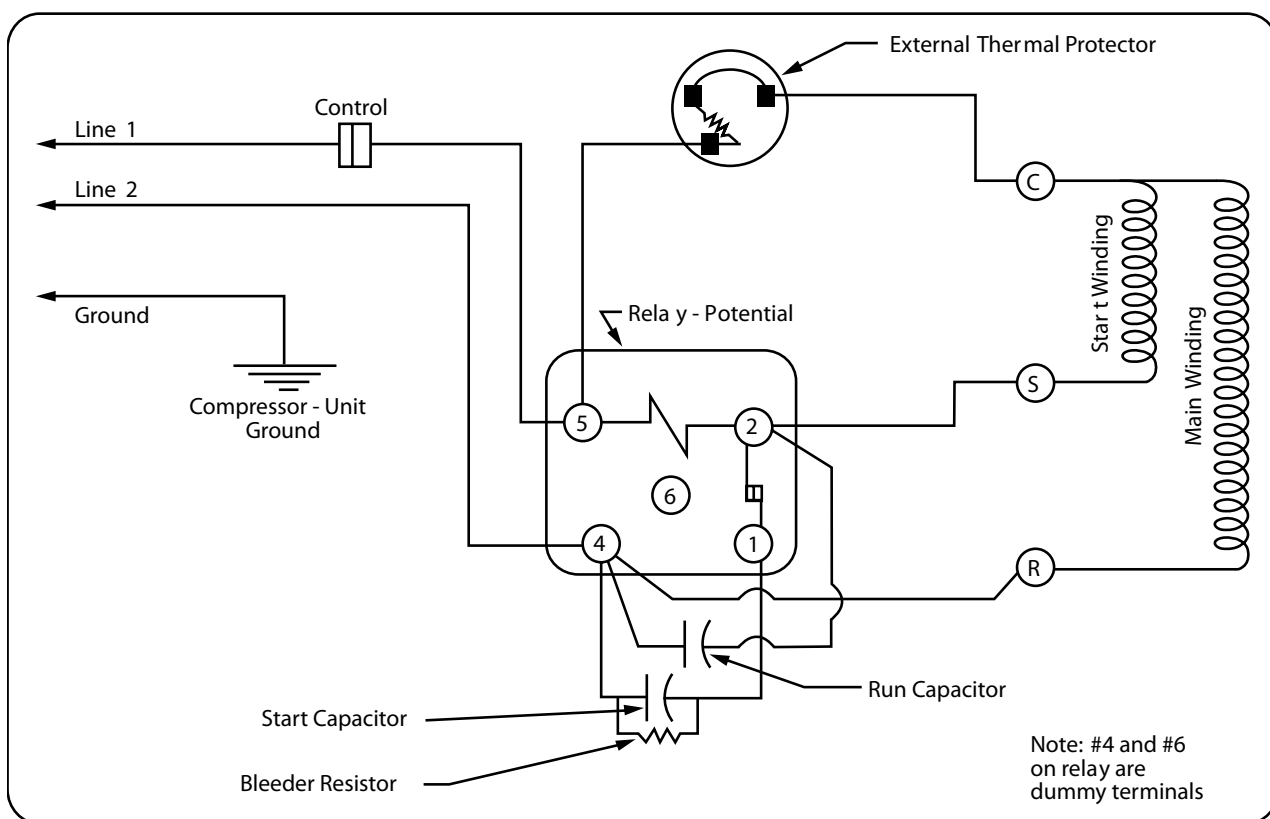 External Thermal Protector
Control
Line 1
Line 2
Ground
Compressor - Unit
Ground
Rela y - Potential
C
S
R
Star t Winding
Main Winding
5
2
6
4
1
Run Capacitor
Start Capacitor
Bleeder Resistor
Note: #4 and #6
on relay are
dummy terminals